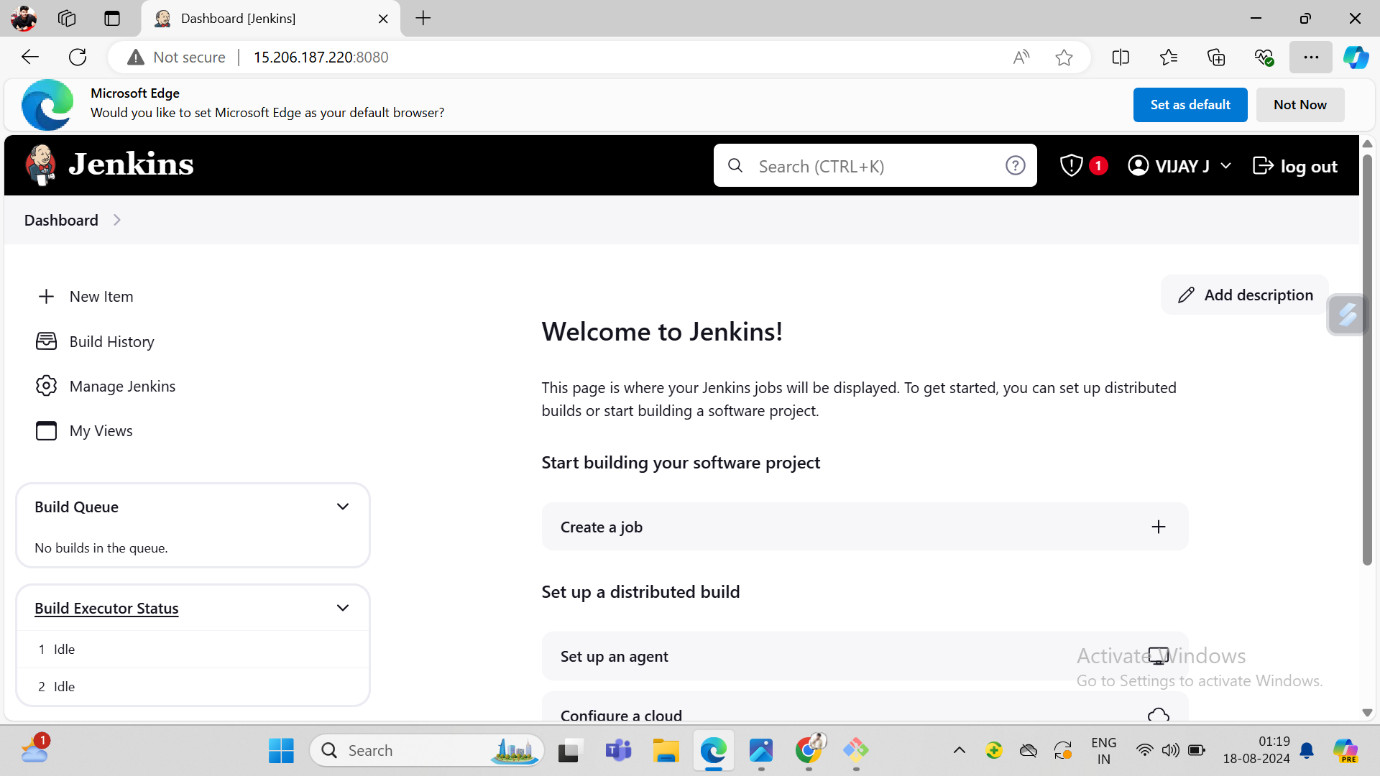 Dashboard [Jenkins]
Not secure 15.206.187.220:8080
Microsoft Edge
Would you like to set Microsoft Edge as your default browser?
Set as default
Not Now
Jenkins
Search (CTRL+K)
1
VIJAY J
log out
Dashboard
New Item
Build History
Manage Jenkins
My Views
Build Queue
No builds in the queue.
Build Executor Status
1 Idle
2 Idle
Add description
Welcome to Jenkins!
This page is where your Jenkins jobs will be displayed. To get started, you can set up distributed
builds or start building a software project.
Start building your software project
Create a job
Set up a distributed build
Set up an agent
Configure a cloud
Activate Windows
Go to Settings to activate Windows.
1
Search
ENG
IN
01:19
18-08-2024
PRE